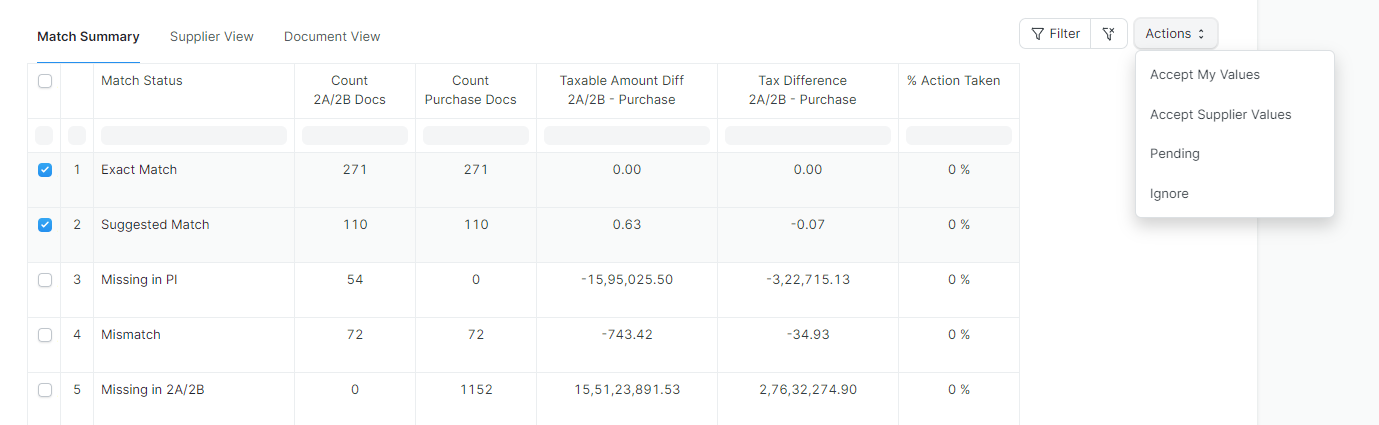 Match Summary Supplier View Document View Filter Actions
Accept My Values
Accept Supplier Values
Pending
Ignore
Match Status Count 2A/2B Docs Count Purchase Docs Taxable Amount Diff 2A/2B - Purchase Tax Difference 2A/2B - Purchase % Action Taken
1 Exact Match 271 271 0.00 0.00 0 %
2 Suggested Match 110 110 0.63 -0.07 0 %
3 Missing in PI 54 0 -15,95,025.50 -3,22,715.13 0 %
4 Mismatch 72 72 -743.42 -34.93 0 %
5 Missing in 2A/2B 0 1152 15,51,23,891.53 2,76,32,274.90 0 %